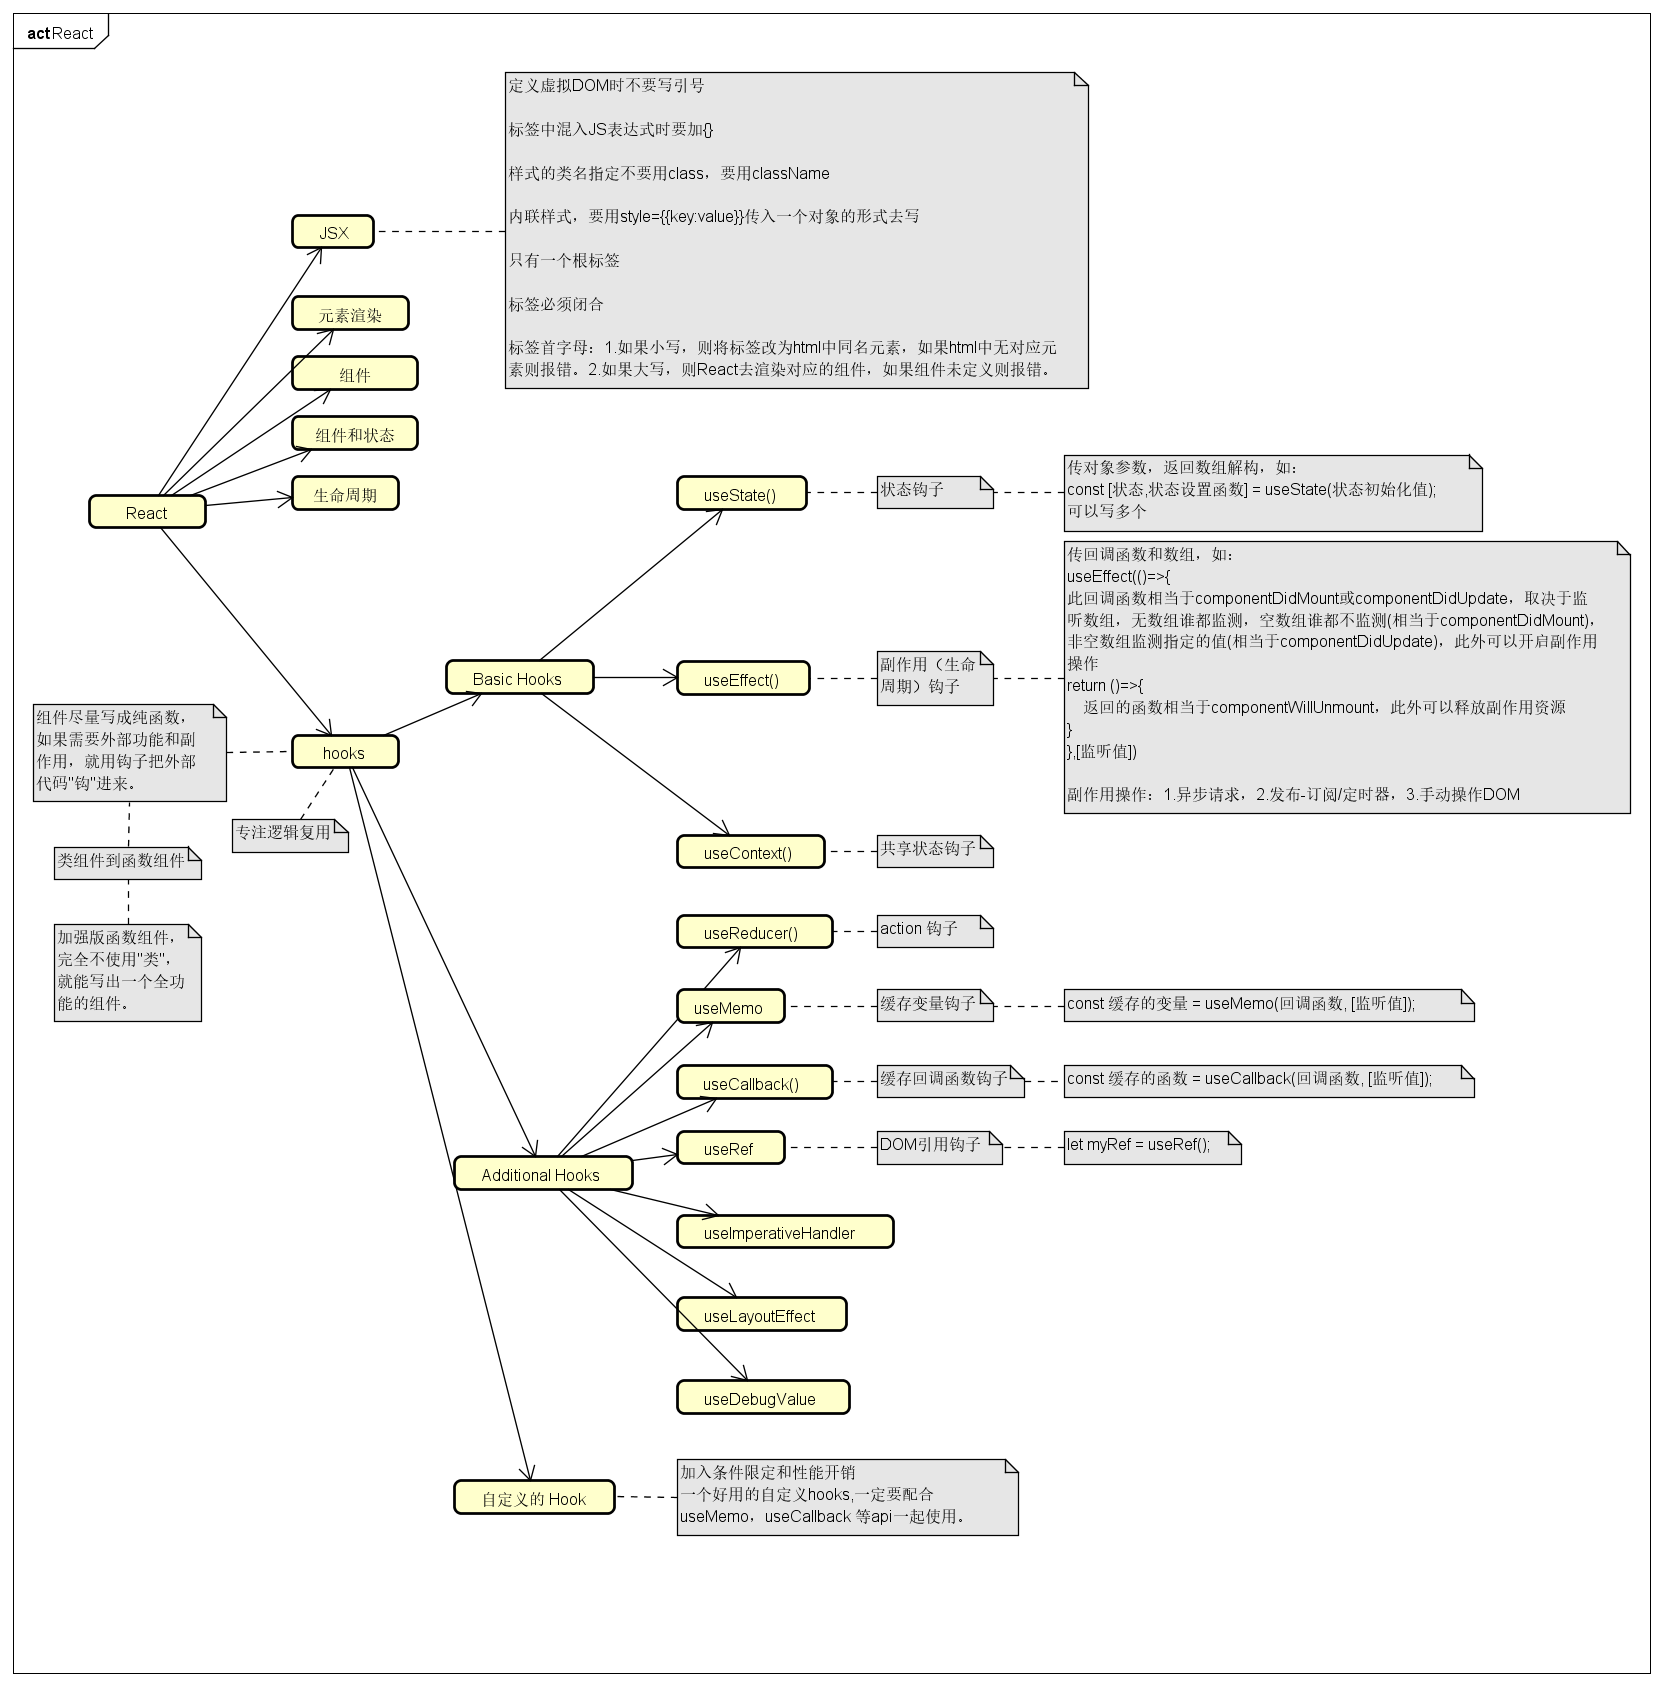 act React
定义虚拟DOM时不要写引号
标签中混入JS表达式时要加{}
样式的类名指定不要用class，要用className
内联样式，要用style={{key:value}}传入一个对象的形式去写
只有一个根标签
标签必须闭合
标签首字母：1.如果小写，则将标签改为html中同名元素，如果html中无对应元
素则报错。2.如果大写，则React去渲染对应的组件，如果组件未定义则报错。
JSX
元素渲染
组件
组件和状态
生命周期
React
useState()
状态钩子
传对象参数，返回数组解构，如：
const [状态,状态设置函数] = useState(状态初始化值);
可以写多个
传回调函数和数组，如：
useEffect(()=>{
此回调函数相当于componentDidMount或componentDidUpdate，取决于监
听数组，无数组谁都监测，空数组谁都不监测(相当于componentDidMount)，
非空数组监测指定的值(相当于componentDidUpdate)，此外可以开启副作用
操作
return ()=>{
返回的函数相当于componentWillUnmount，此外可以释放副作用资源
}
},[监听值])
副作用操作：1.异步请求，2.发布-订阅/定时器，3.手动操作DOM
Basic Hooks
useEffect()
副作用（生命
周期）钩子
组件尽量写成纯函数，
如果需要外部功能和副
作用，就用钩子把外部
代码"钩"进来。
hooks
专注逻辑复用
类组件到函数组件
加强版函数组件，
完全不使用"类"，
就能写出一个全功
能的组件。
useContext()
共享状态钩子
useReducer()
action 钩子
useMemo
缓存变量钩子
const 缓存的变量 = useMemo(回调函数, [监听值]);
useCallback()
缓存回调函数钩子
const 缓存的函数 = useCallback(回调函数, [监听值]);
useRef
DOM引用钩子
let myRef = useRef();
Additional Hooks
useImperativeHandler
useLayoutEffect
useDebugValue
自定义的 Hook
加入条件限定和性能开销
一个好用的自定义hooks,一定要配合
useMemo，useCallback 等api一起使用。